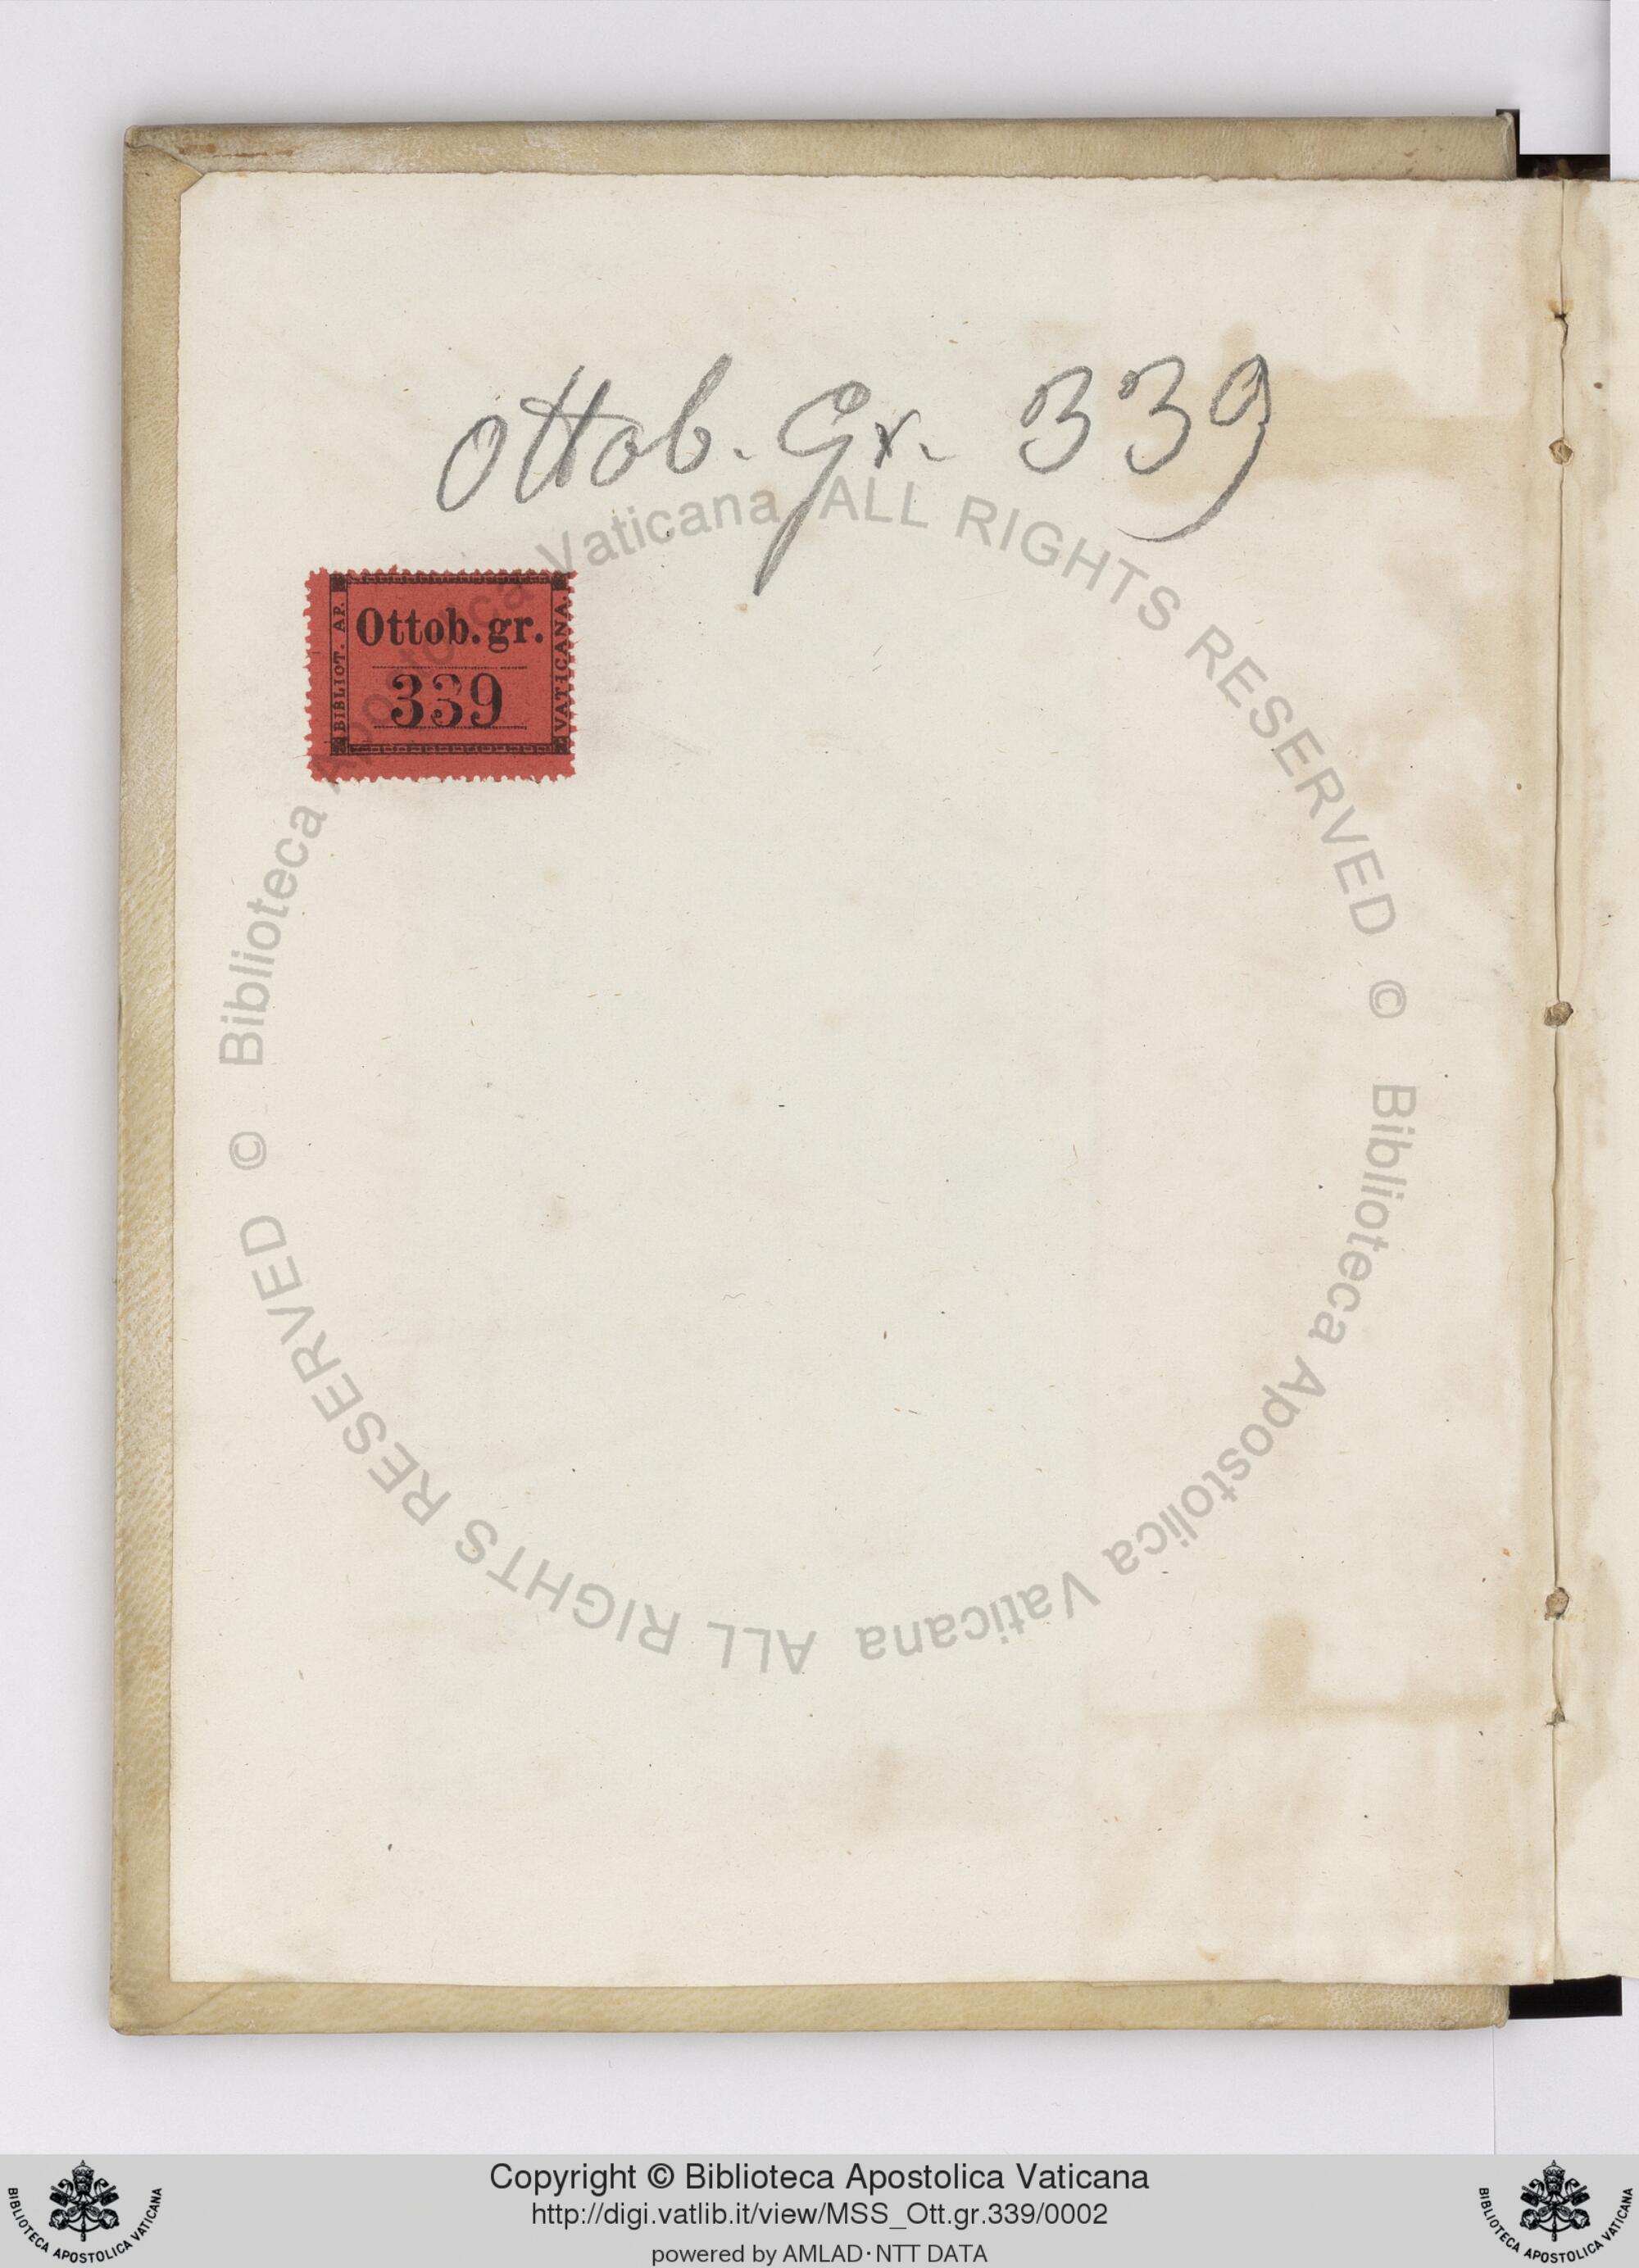 Ottob. Gr. 339
BIBLIOT. AP.
Ottob. gr.
339
VATICANA.
© Biblioteca Apostolica Vaticana ALL RIGHTS RESERVED
© Biblioteca Apostolica Vaticana ALL RIGHTS RESERVED
Copyright © Biblioteca Apostolica Vaticana
http://digi.vatlib.it/view/MSS_Ott.gr.339/0002
powered by AMLAD·NTT DATA
BIBLIOTECA APOSTOLICA VATICANA
BIBLIOTECA APOSTOLICA VATICANA